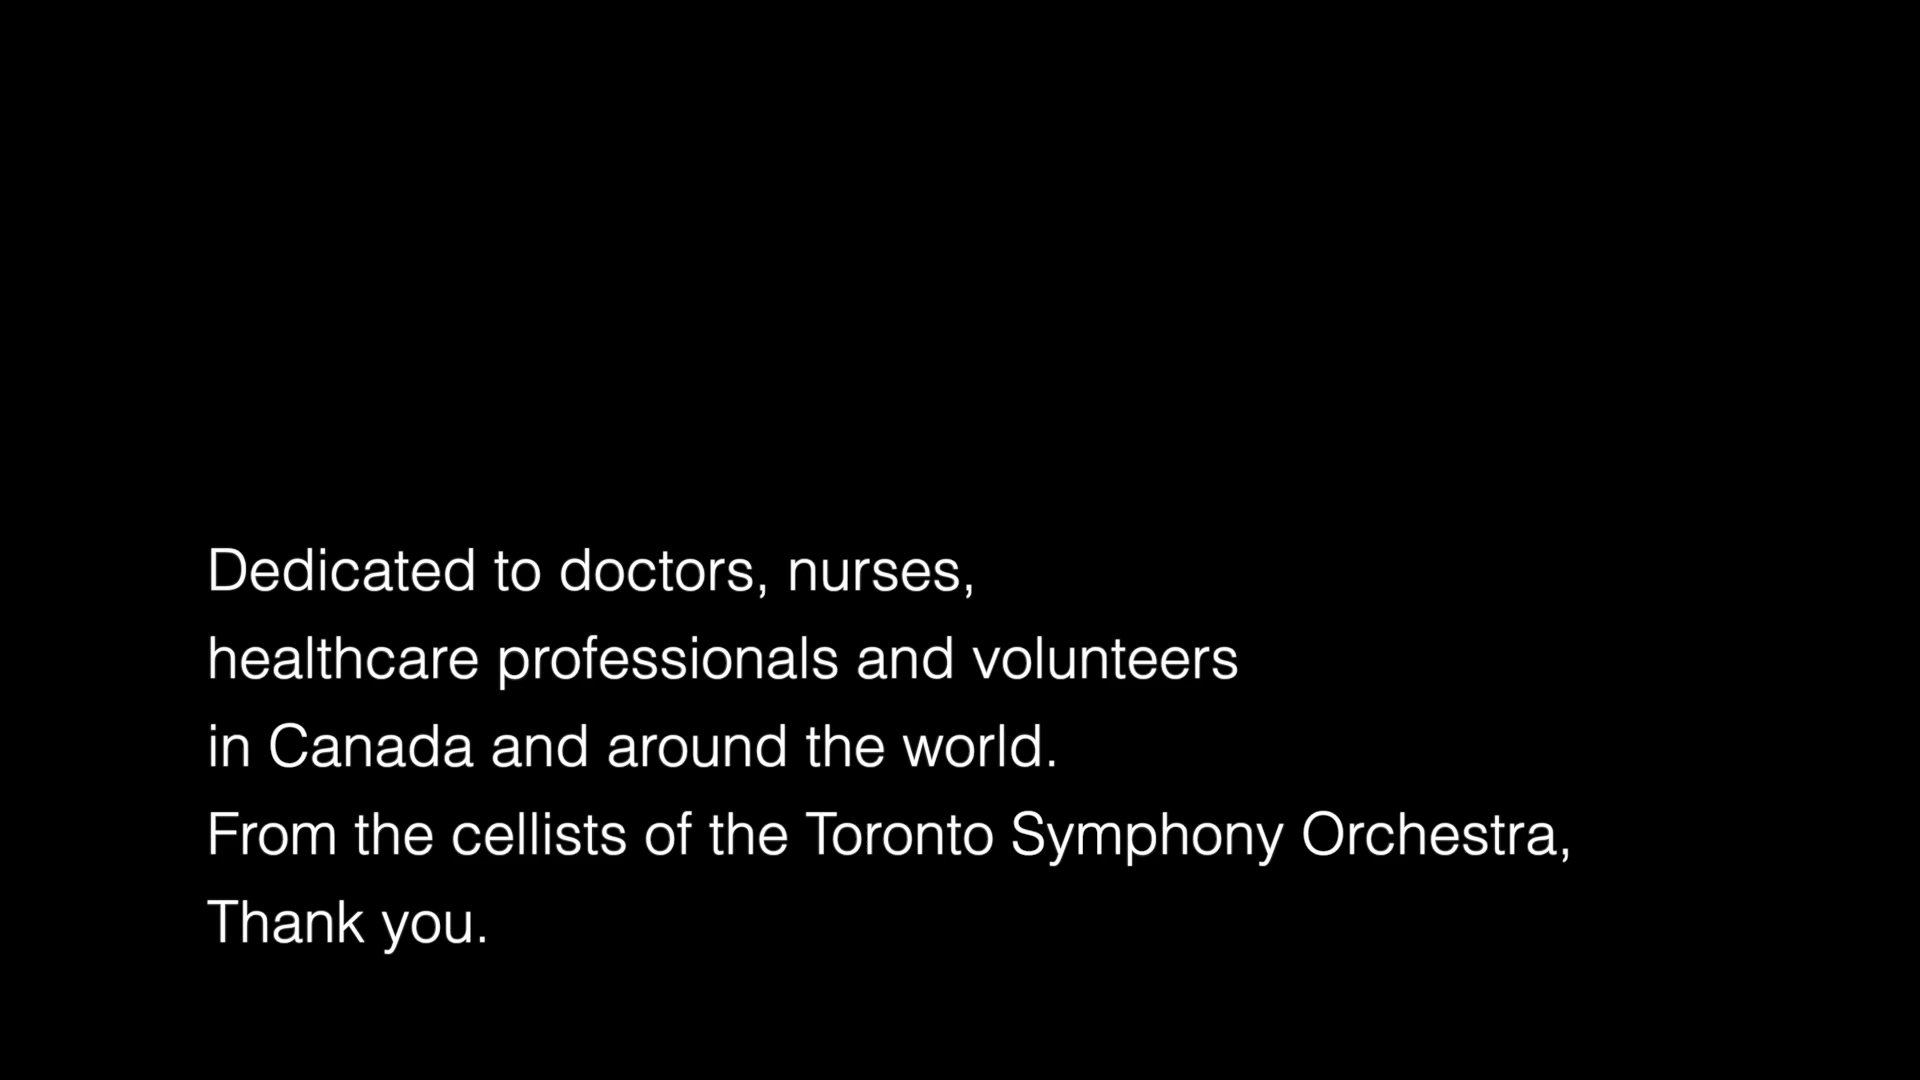 Dedicated to doctors, nurses,
healthcare professionals and volunteers
in Canada and around the world.
From the cellists of the Toronto Symphony Orchestra,
Thank you.